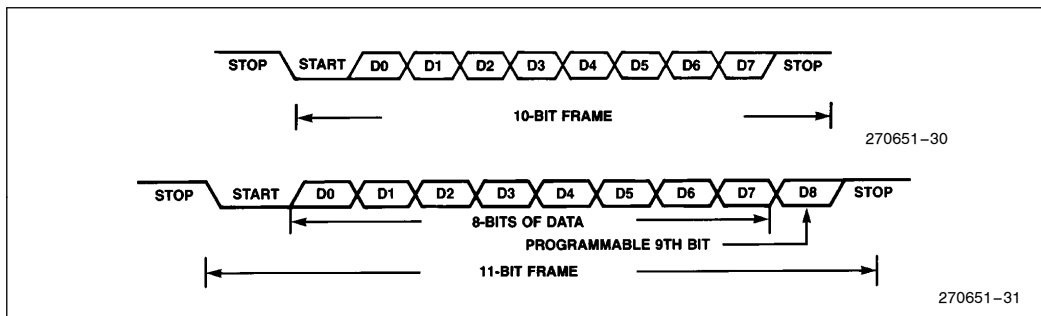 STOP START D0 D1 D2 D3 D4 D5 D6 D7 STOP
10-BIT FRAME
270651–30
STOP START D0 D1 D2 D3 D4 D5 D6 D7 D8 STOP
8-BITS OF DATA
PROGRAMMABLE 9TH BIT
11-BIT FRAME
270651–31